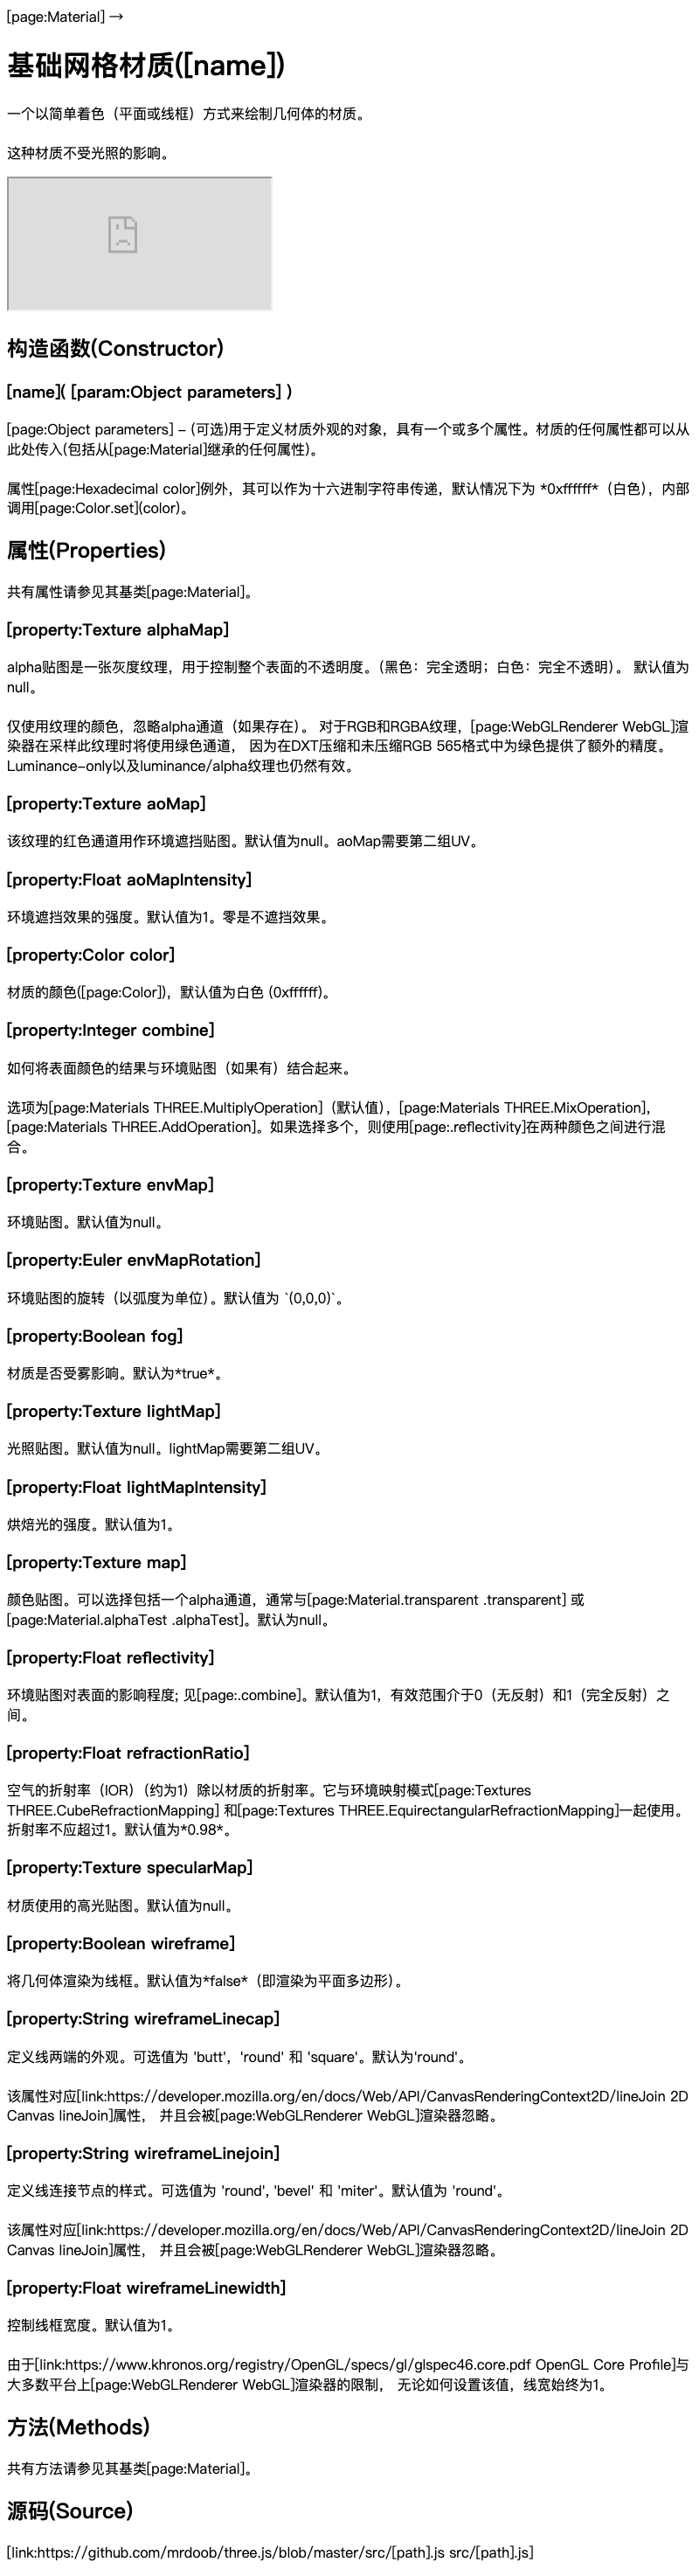 [page:Material] →
基础网格材质([name])
一个以简单着色（平面或线框）方式来绘制几何体的材质。
这种材质不受光照的影响。
构造函数(Constructor)
[name]( [param:Object parameters] )
[page:Object parameters] - (可选)用于定义材质外观的对象，具有一个或多个属性。材质的任何属性都可以从
此处传入(包括从[page:Material]继承的任何属性)。
属性[page:Hexadecimal color]例外，其可以作为十六进制字符串传递，默认情况下为 *0xffffff*（白色），内部
调用[page:Color.set](color)。
属性(Properties)
共有属性请参见其基类[page:Material]。
[property:Texture alphaMap]
alpha贴图是一张灰度纹理，用于控制整个表面的不透明度。（黑色：完全透明；白色：完全不透明）。 默认值为
null。
仅使用纹理的颜色，忽略alpha通道（如果存在）。 对于RGB和RGBA纹理，[page:WebGLRenderer WebGL]渲
染器在采样此纹理时将使用绿色通道， 因为在DXT压缩和未压缩RGB 565格式中为绿色提供了额外的精度。
Luminance-only以及luminance/alpha纹理也仍然有效。
[property:Texture aoMap]
该纹理的红色通道用作环境遮挡贴图。默认值为null。aoMap需要第二组UV。
[property:Float aoMapIntensity]
环境遮挡效果的强度。默认值为1。零是不遮挡效果。
[property:Color color]
材质的颜色([page:Color])，默认值为白色 (0xffffff)。
[property:Integer combine]
如何将表面颜色的结果与环境贴图（如果有）结合起来。
选项为[page:Materials THREE.MultiplyOperation]（默认值），[page:Materials THREE.MixOperation],
[page:Materials THREE.AddOperation]。如果选择多个，则使用[page:.reflectivity]在两种颜色之间进行混
合。
[property:Texture envMap]
环境贴图。默认值为null。
[property:Euler envMapRotation]
环境贴图的旋转（以弧度为单位）。默认值为 `(0,0,0)`。
[property:Boolean fog]
材质是否受雾影响。默认为*true*。
[property:Texture lightMap]
光照贴图。默认值为null。lightMap需要第二组UV。
[property:Float lightMapIntensity]
烘焙光的强度。默认值为1。
[property:Texture map]
颜色贴图。可以选择包括一个alpha通道，通常与[page:Material.transparent .transparent] 或
[page:Material.alphaTest .alphaTest]。默认为null。
[property:Float reflectivity]
环境贴图对表面的影响程度; 见[page:.combine]。默认值为1，有效范围介于0（无反射）和1（完全反射）之
间。
[property:Float refractionRatio]
空气的折射率（IOR）（约为1）除以材质的折射率。它与环境映射模式[page:Textures
THREE.CubeRefractionMapping] 和[page:Textures THREE.EquirectangularRefractionMapping]一起使用。
折射率不应超过1。默认值为*0.98*。
[property:Texture specularMap]
材质使用的高光贴图。默认值为null。
[property:Boolean wireframe]
将几何体渲染为线框。默认值为*false*（即渲染为平面多边形）。
[property:String wireframeLinecap]
定义线两端的外观。可选值为 'butt'，'round' 和 'square'。默认为'round'。
该属性对应[link:https://developer.mozilla.org/en/docs/Web/API/CanvasRenderingContext2D/lineJoin 2D
Canvas lineJoin]属性， 并且会被[page:WebGLRenderer WebGL]渲染器忽略。
[property:String wireframeLinejoin]
定义线连接节点的样式。可选值为 'round', 'bevel' 和 'miter'。默认值为 'round'。
该属性对应[link:https://developer.mozilla.org/en/docs/Web/API/CanvasRenderingContext2D/lineJoin 2D
Canvas lineJoin]属性， 并且会被[page:WebGLRenderer WebGL]渲染器忽略。
[property:Float wireframeLinewidth]
控制线框宽度。默认值为1。
由于[link:https://www.khronos.org/registry/OpenGL/specs/gl/glspec46.core.pdf OpenGL Core Profile]与
大多数平台上[page:WebGLRenderer WebGL]渲染器的限制， 无论如何设置该值，线宽始终为1。
方法(Methods)
共有方法请参见其基类[page:Material]。
源码(Source)
[link:https://github.com/mrdoob/three.js/blob/master/src/[path].js src/[path].js]